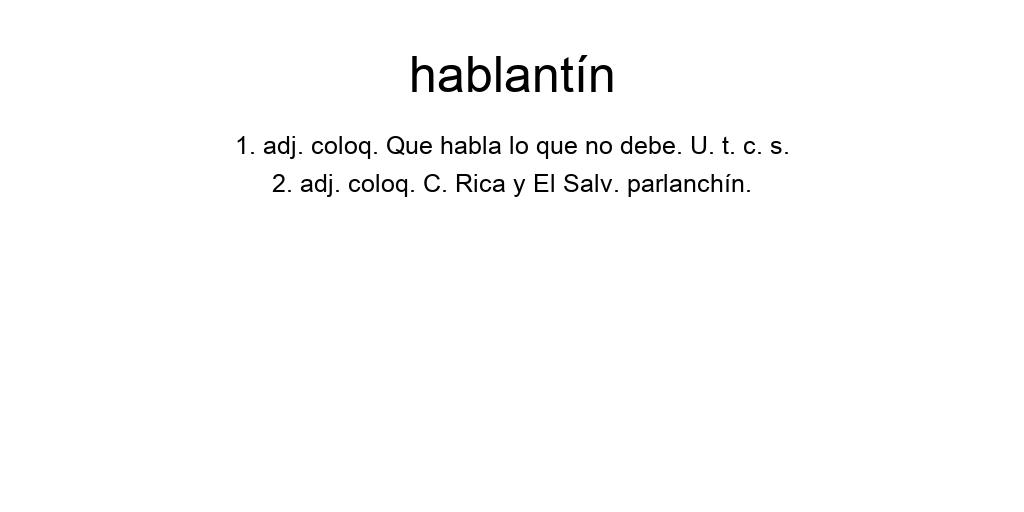 hablantín
1. adj. coloq. Que habla lo que no debe. U. t. c. s.
2. adj. coloq. C. Rica y El Salv. parlanchín.